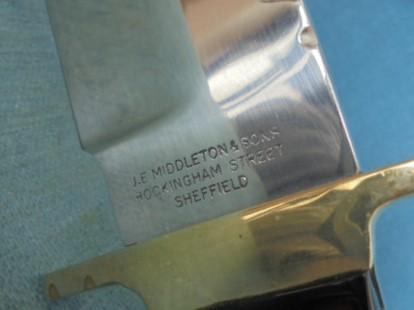 J.E MIDDLETON & SONS
ROCKINGHAM STREET
SHEFFIELD